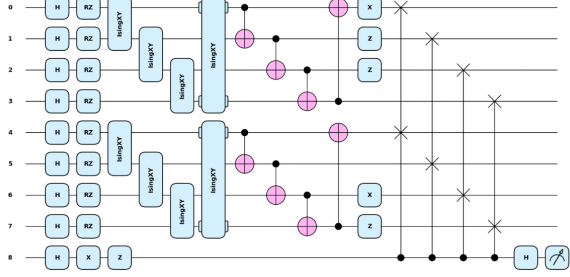 0 H RZ IsingXY IsingXY X
1 H RZ IsingXY Z
2 H RZ IsingXY Z
3 H RZ
4 H RZ IsingXY IsingXY
5 H RZ IsingXY
6 H RZ IsingXY X
7 H RZ Z
8 H X Z H